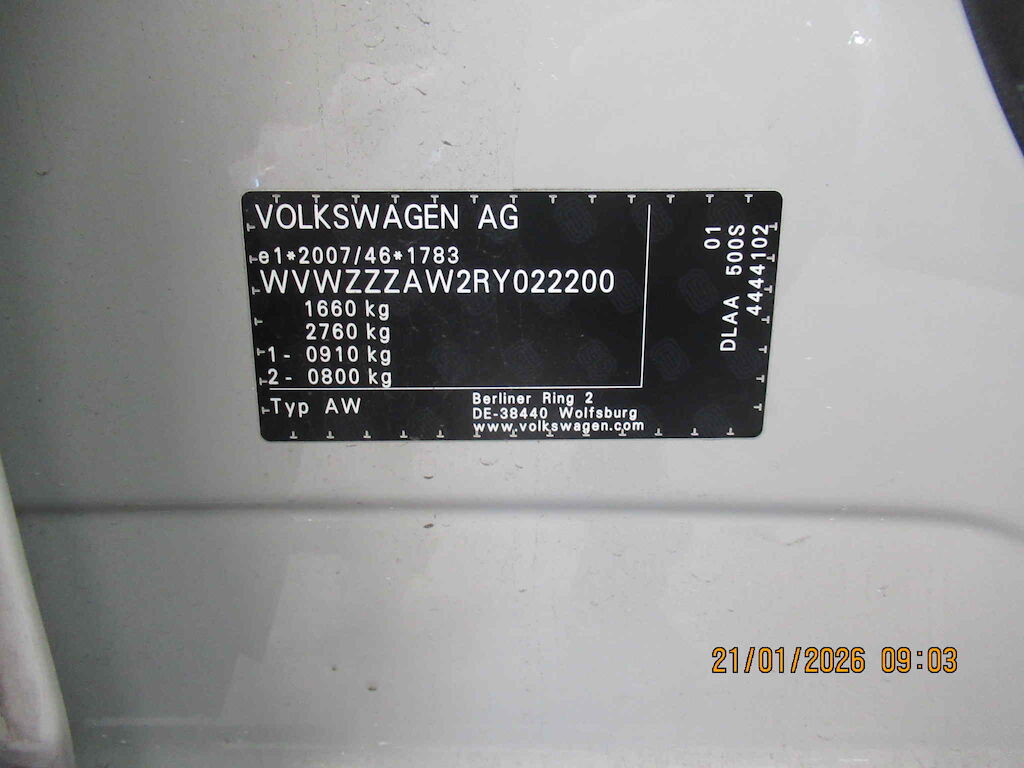 VOLKSWAGEN AG
e1*2007/46*1783
WVWZZZAW2RY022200
1660 kg
2760 kg
1- 0910 kg
2- 0800 kg
Typ AW
Berliner Ring 2
DE-38440 Wolfsburg
www.volkswagen.com
01
DLAA 500S
4444102
21/01/2026 09:03